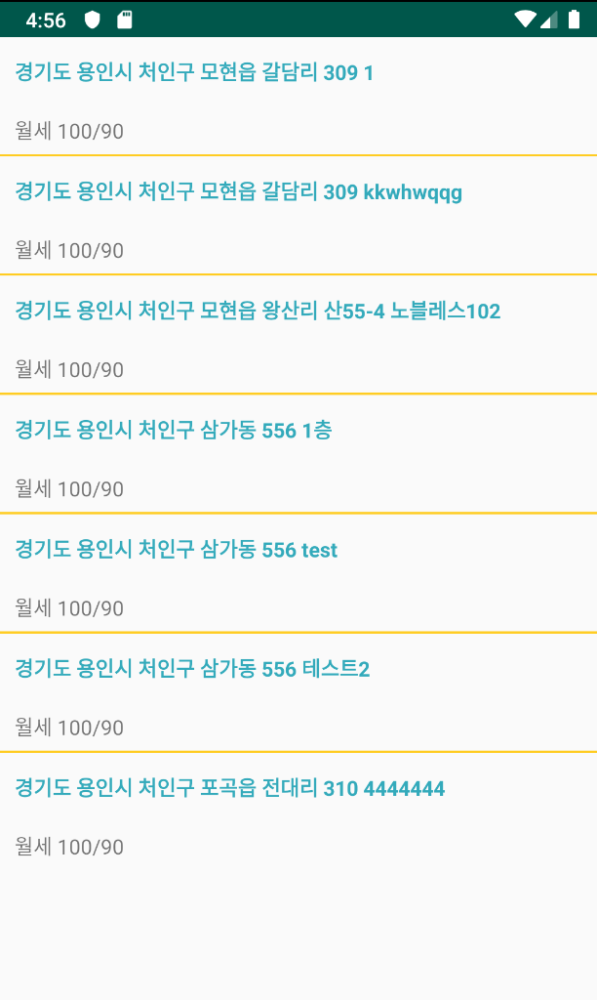 4:56
경기도 용인시 처인구 모현읍 갈담리 309 1
월세 100/90
경기도 용인시 처인구 모현읍 갈담리 309 kkwhwqqg
월세 100/90
경기도 용인시 처인구 모현읍 왕산리 산55-4 노블레스102
월세 100/90
경기도 용인시 처인구 삼가동 556 1층
월세 100/90
경기도 용인시 처인구 삼가동 556 test
월세 100/90
경기도 용인시 처인구 삼가동 556 테스트2
월세 100/90
경기도 용인시 처인구 포곡읍 전대리 310 4444444
월세 100/90